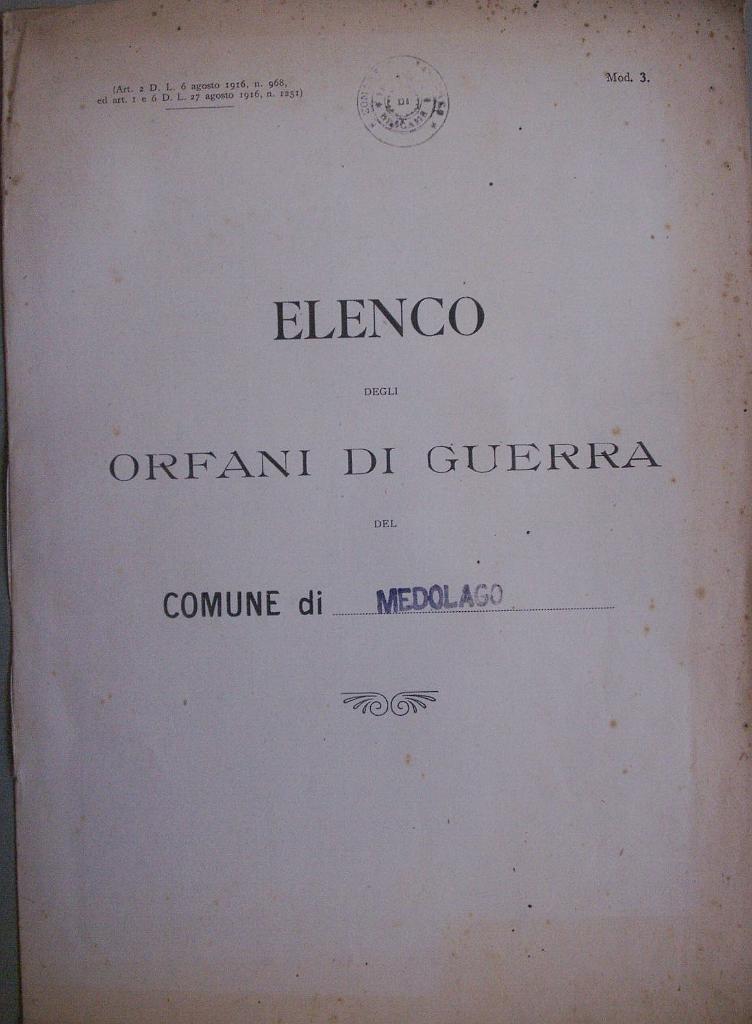 (Art. 2 D. L. 6 agosto 1916, n. 968,
ed art. 1 e 6 D. L. 27 agosto 1916, n. 1251)
DI
Mod. 3.
ELENCO
DEGLI
ORFANI DI GUERRA
DEL
COMUNE di MEDOLAGO